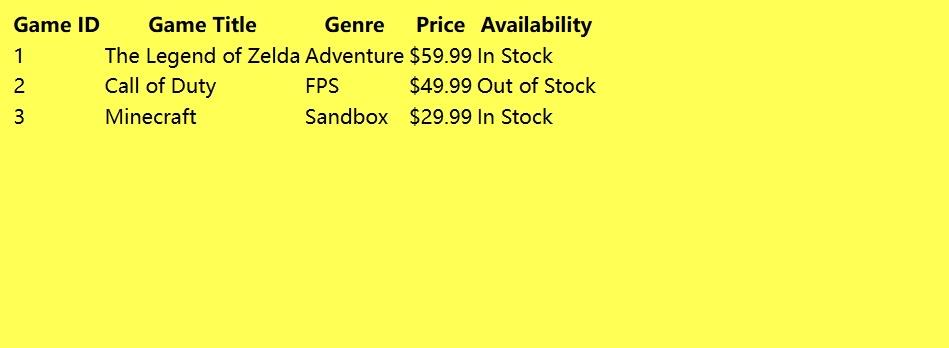 Game ID Game Title Genre Price Availability
1 The Legend of Zelda Adventure $59.99 In Stock
2 Call of Duty FPS $49.99 Out of Stock
3 Minecraft Sandbox $29.99 In Stock